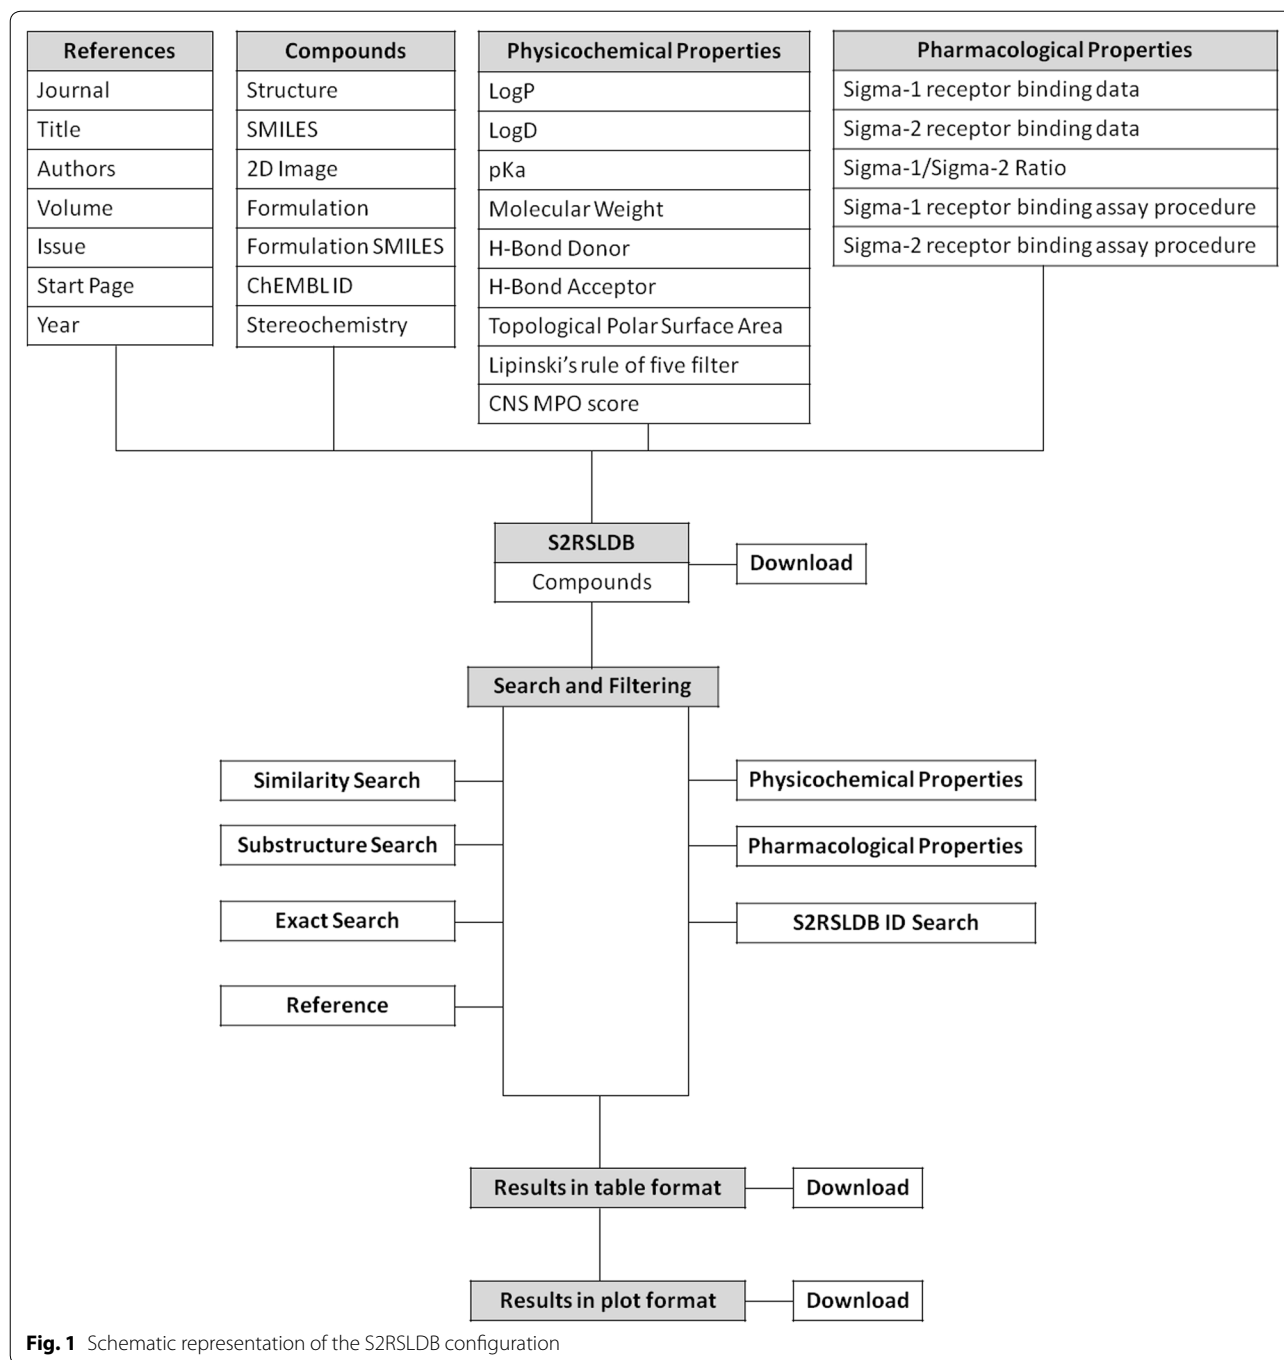 References
Journal
Title
Authors
Volume
Issue
Start Page
Year
Compounds
Structure
SMILES
2D Image
Formulation
Formulation SMILES
ChEMBL ID
Stereochemistry
Physicochemical Properties
LogP
LogD
pKa
Molecular Weight
H-Bond Donor
H-Bond Acceptor
Topological Polar Surface Area
Lipinski's rule of five filter
CNS MPO score
Pharmacological Properties
Sigma-1 receptor binding data
Sigma-2 receptor binding data
Sigma-1/Sigma-2 Ratio
Sigma-1 receptor binding assay procedure
Sigma-2 receptor binding assay procedure
S2RSLDB
Compounds
Download
Search and Filtering
Similarity Search
Substructure Search
Exact Search
Reference
Physicochemical Properties
Pharmacological Properties
S2RSLDB ID Search
Results in table format
Download
Results in plot format
Download
Fig. 1 Schematic representation of the S2RSLDB configuration